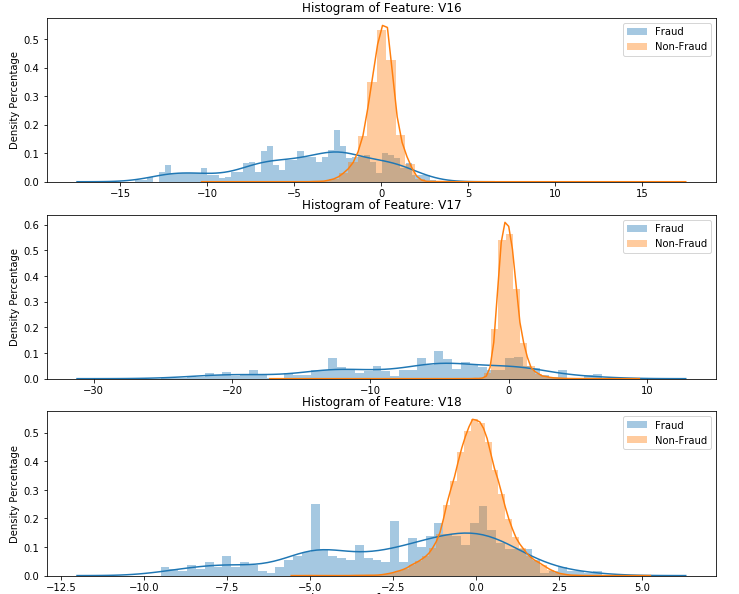 Histogram of Feature: V16
Density Percentage
0.5
0.4
0.3
0.2
0.1
0.0
Fraud
Non-Fraud
−15 −10 −5 0 5 10 15
Histogram of Feature: V17
Density Percentage
0.6
0.5
0.4
0.3
0.2
0.1
0.0
Fraud
Non-Fraud
−30 −20 −10 0 10
Histogram of Feature: V18
Density Percentage
0.5
0.4
0.3
0.2
0.1
0.0
Fraud
Non-Fraud
−12.5 −10.0 −7.5 −5.0 −2.5 0.0 2.5 5.0